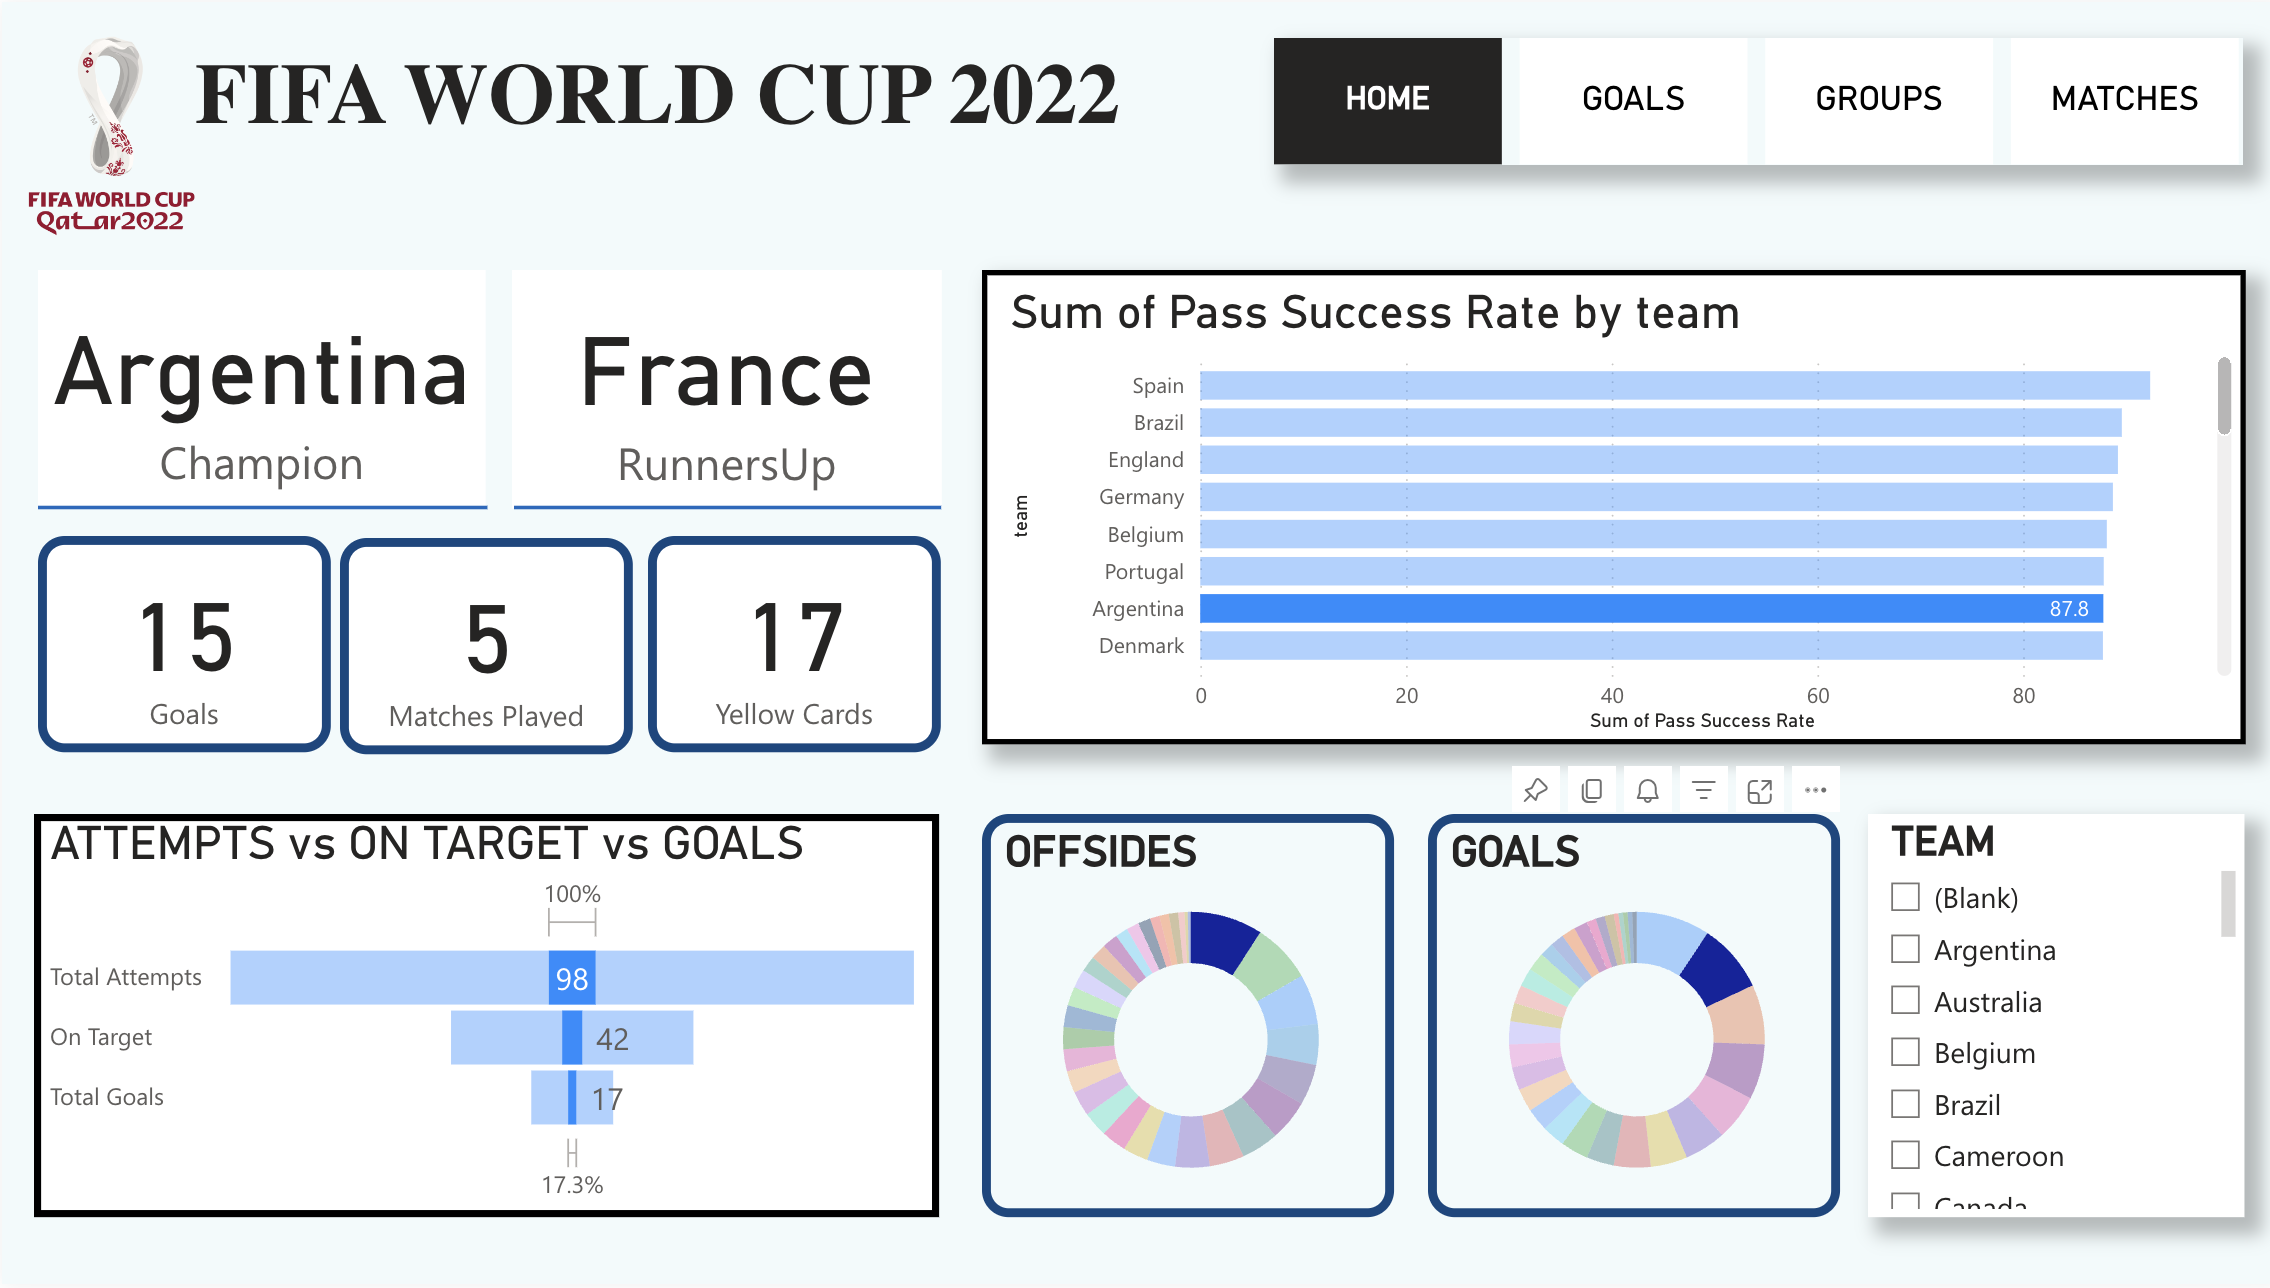 FIFA WORLD CUP 2022
HOME
GOALS
GROUPS
MATCHES
TM
FIFA WORLD CUP
Qatar2022
Argentina
Champion
France
RunnersUp
15
Goals
5
Matches Played
17
Yellow Cards
Sum of Pass Success Rate by team
team
Spain
Brazil
England
Germany
Belgium
Portugal
Argentina
87.8
Denmark
0
20
40
60
80
Sum of Pass Success Rate
ATTEMPTS vs ON TARGET vs GOALS
100%
Total Attempts
98
On Target
42
Total Goals
17
17.3%
OFFSIDES
GOALS
TEAM
(Blank)
Argentina
Australia
Belgium
Brazil
Cameroon
Canada